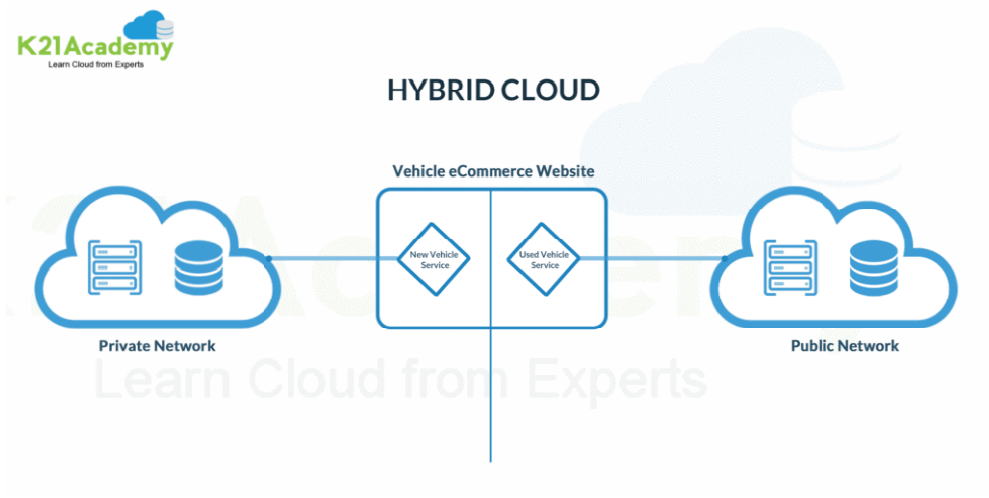 K21Academy
Learn Cloud from Experts
HYBRID CLOUD
Vehicle eCommerce Website
New Vehicle
Service
Used Vehicle
Service
Private Network
Public Network
K21Academy
Learn Cloud from Experts